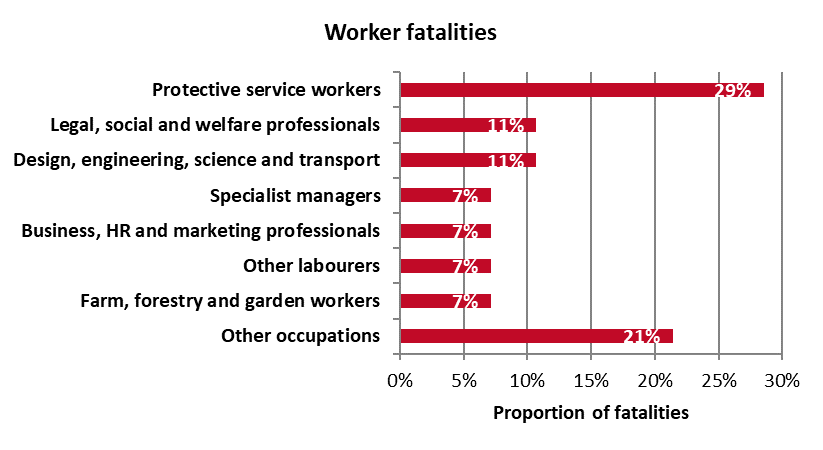 Worker fatalities
Protective service workers 29%
Legal, social and welfare professionals 11%
Design, engineering, science and transport 11%
Specialist managers 7%
Business, HR and marketing professionals 7%
Other labourers 7%
Farm, forestry and garden workers 7%
Other occupations 21%
0% 5% 10% 15% 20% 25% 30%
Proportion of fatalities